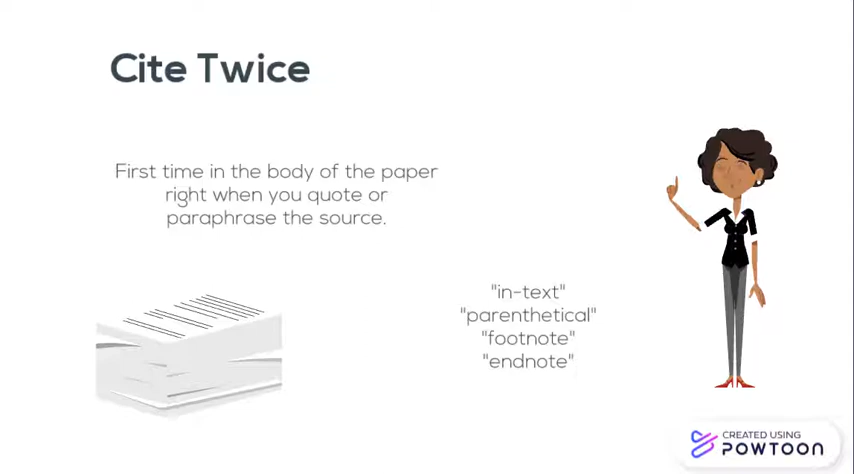 Cite Twice
First time in the body of the paper
right when you quote or
paraphrase the source.
"in-text"
"parenthetical"
"footnote"
"endnote"
CREATED USING
POWTOON